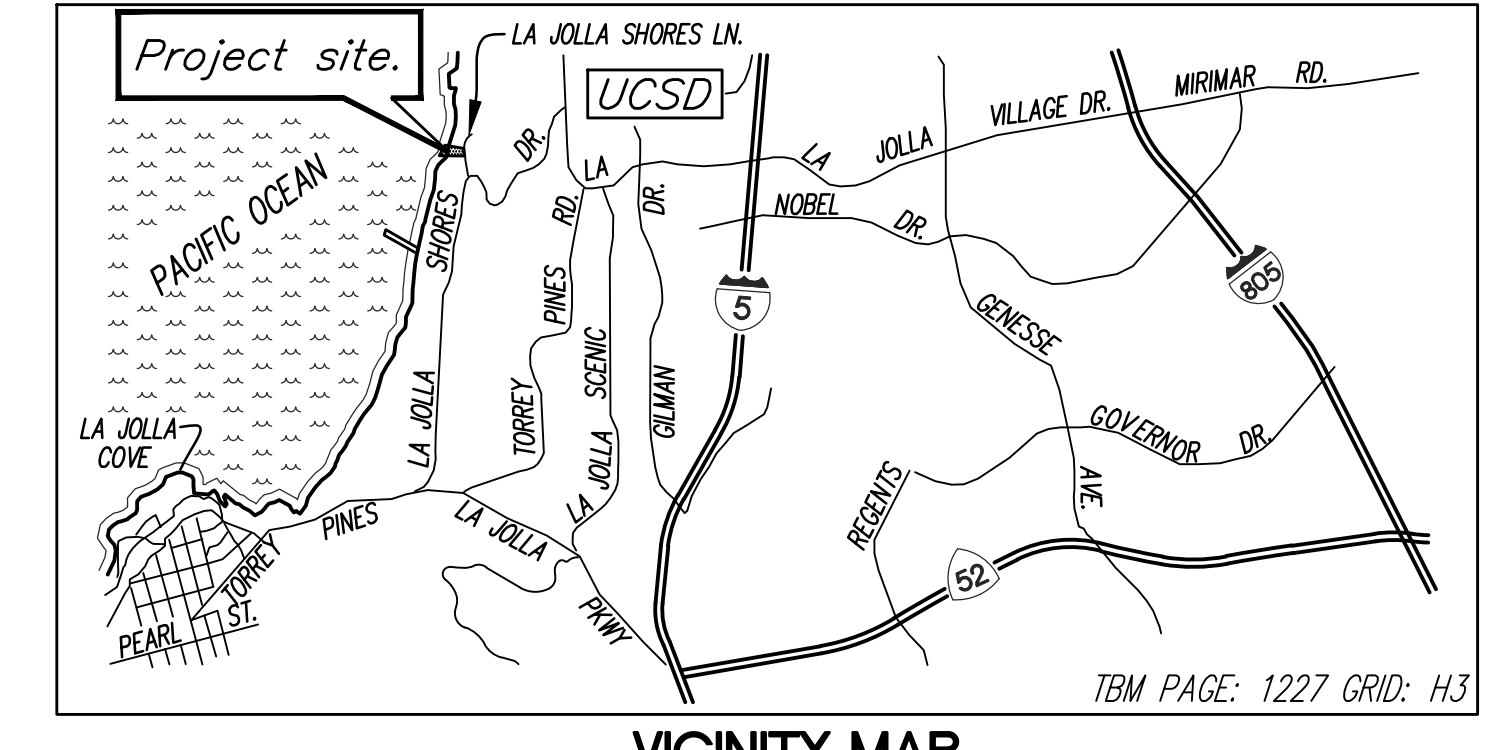 Project site.
LA JOLLA SHORES LN.
UCSD
MIRIMAR RD.
VILLAGE DR.
LA JOLLA
DR.
LA
PACIFIC OCEAN
SHORES
LA JOLLA
RD.
PINES
TORREY
DR.
GILMAN
SCENIC
LA JOLLA
NOBEL
DR.
5
805
GENESSE
AVE.
GOVERNOR DR.
REGENTS
LA JOLLA
COVE
PINES
TORREY
LA JOLLA
PKWY
52
PEARL
ST.
TBM PAGE: 1227 GRID: H3
VICINITY MAP